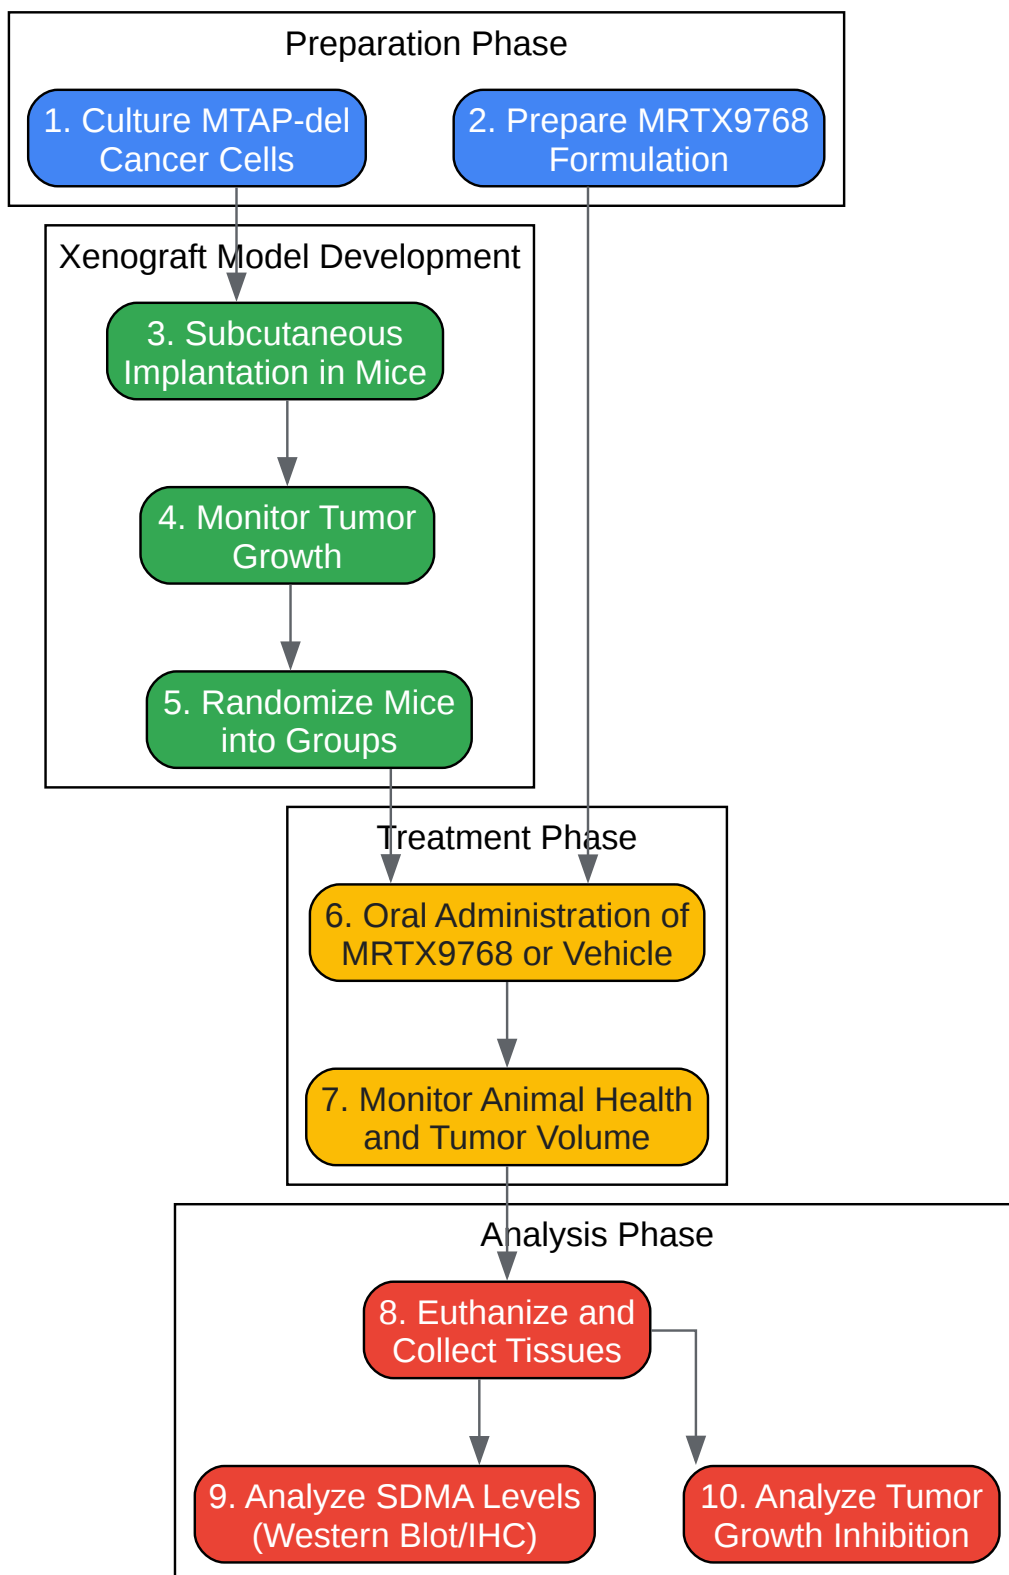 Preparation Phase
1. Culture MTAP-del
Cancer Cells
2. Prepare MRTX9768
Formulation
Xenograft Model Development
3. Subcutaneous
Implantation in Mice
4. Monitor Tumor
Growth
5. Randomize Mice
into Groups
Treatment Phase
6. Oral Administration of
MRTX9768 or Vehicle
7. Monitor Animal Health
and Tumor Volume
Analysis Phase
8. Euthanize and
Collect Tissues
9. Analyze SDMA Levels
(Western Blot/IHC)
10. Analyze Tumor
Growth Inhibition